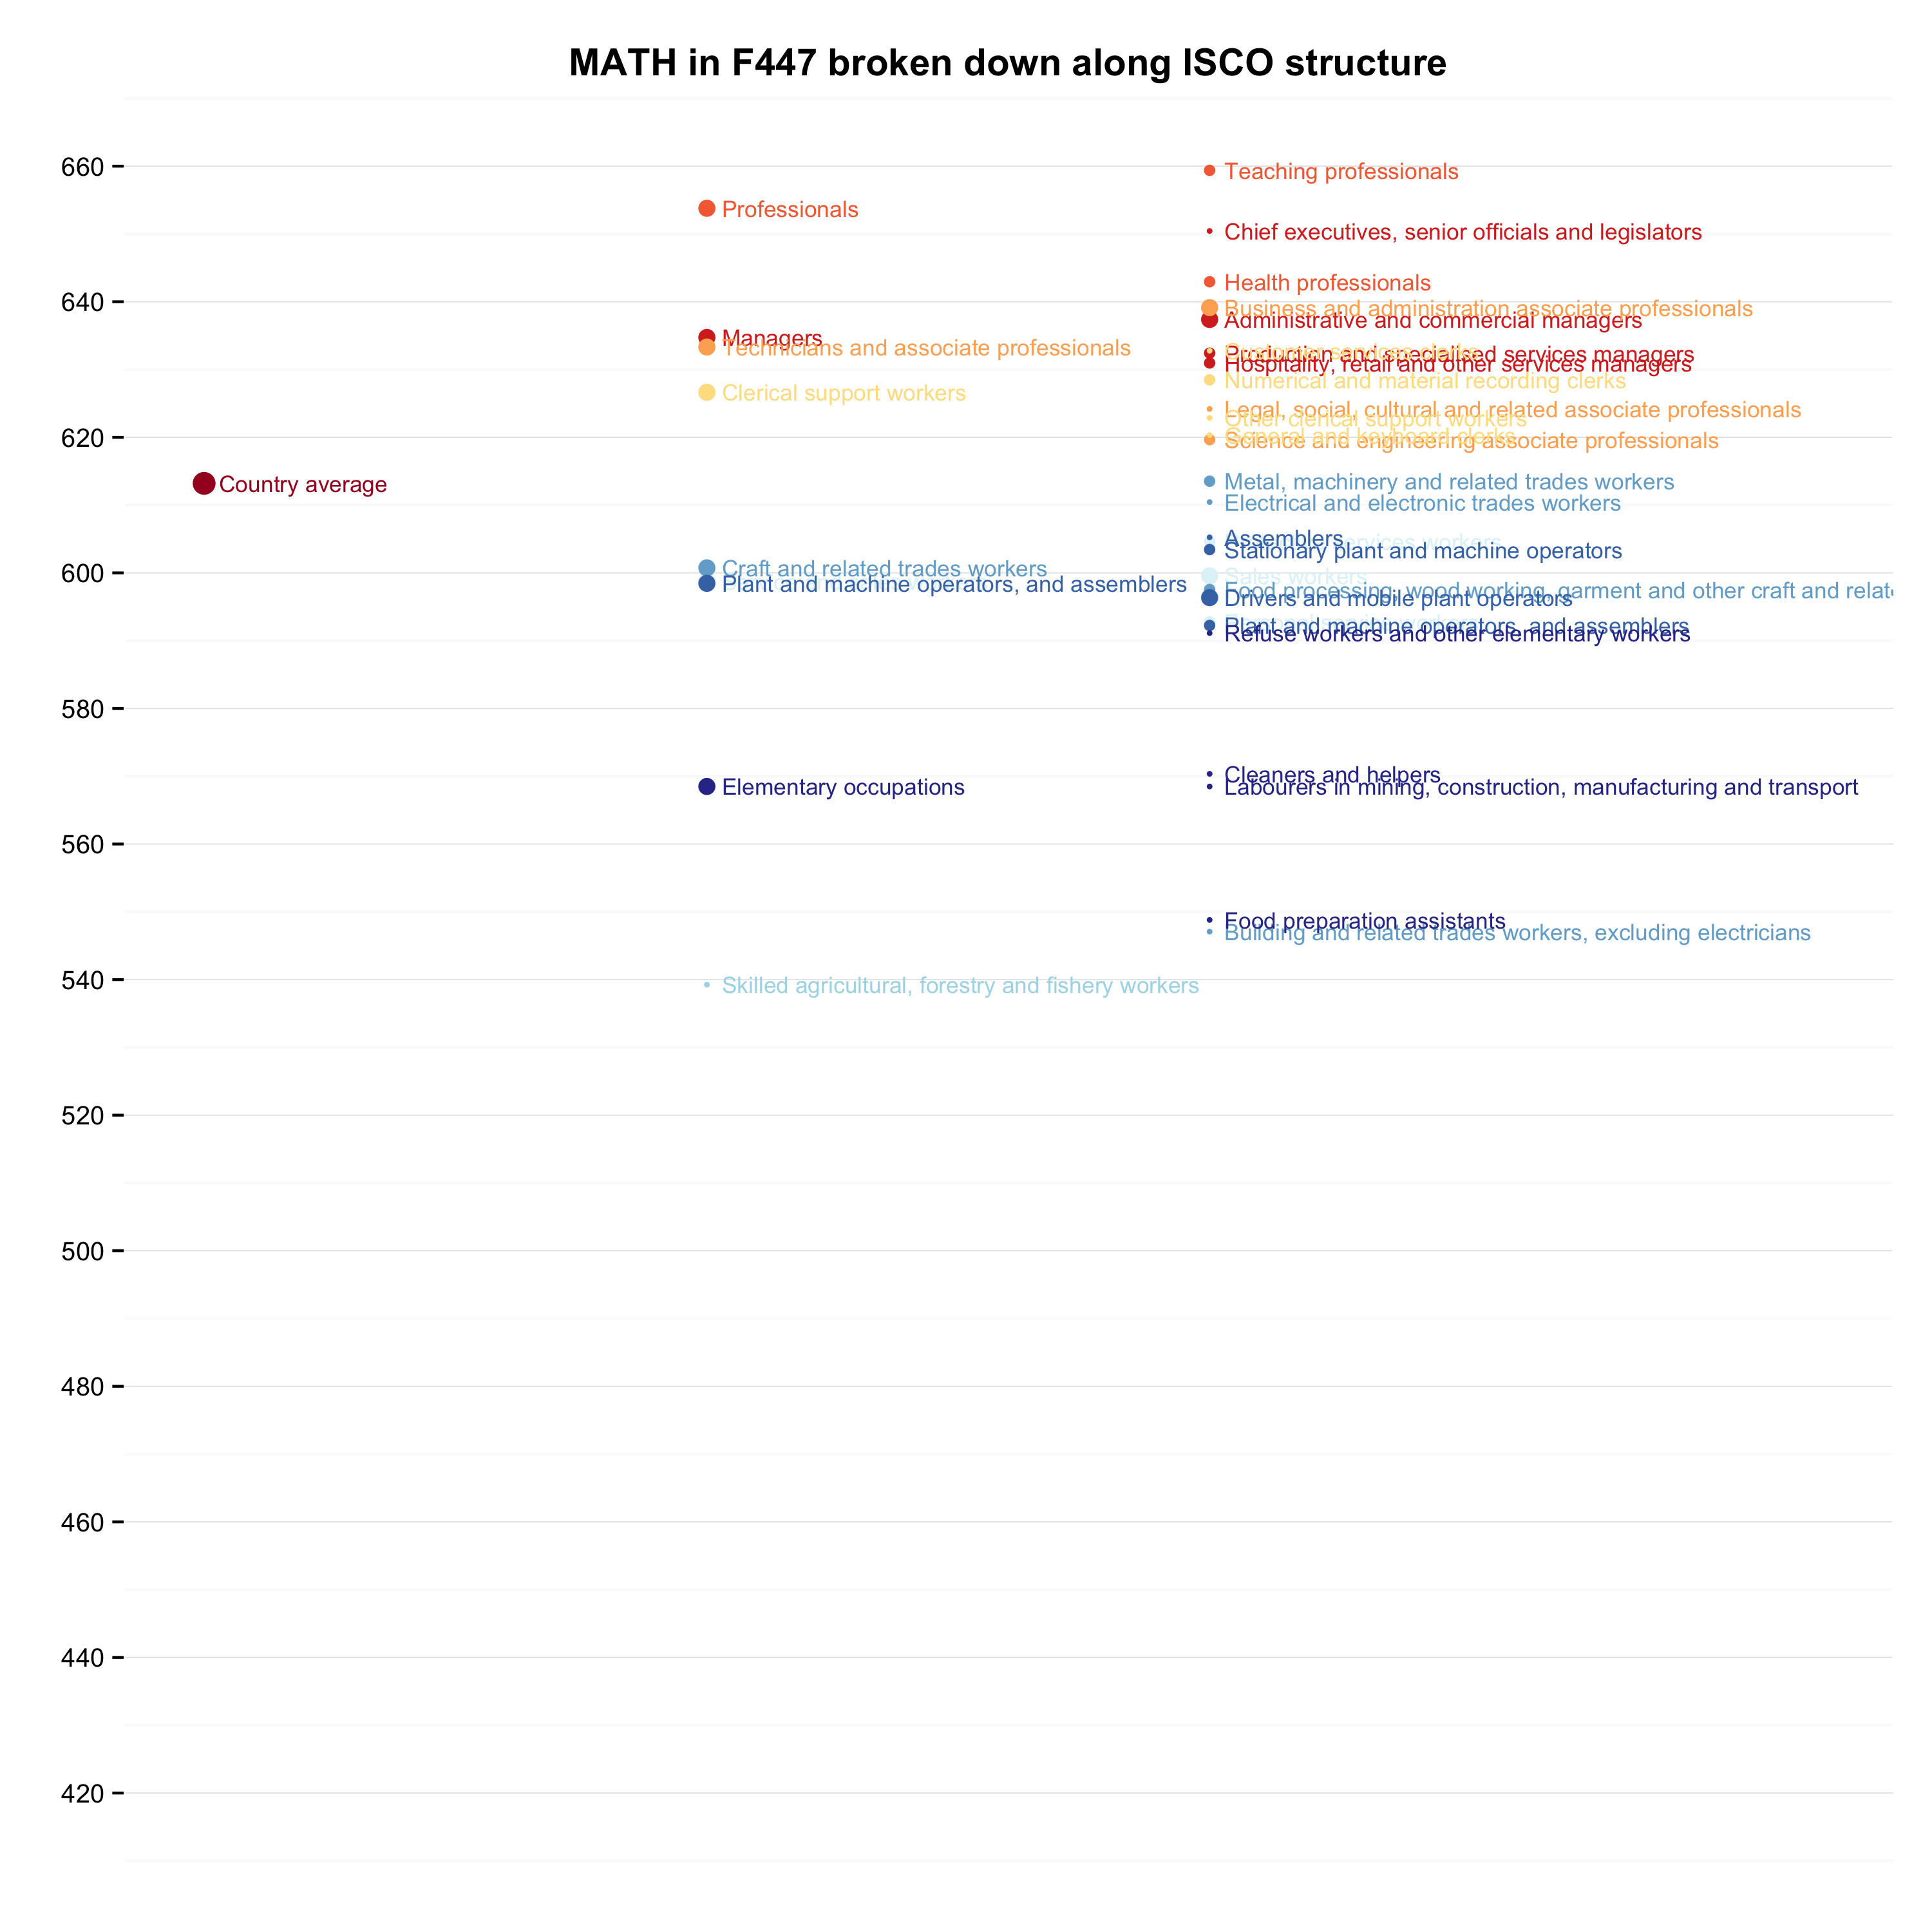 MATH in F447 broken down along ISCO structure
660
640
620
600
580
560
540
520
500
480
460
440
420
Country average
Professionals
Managers
Technicians and associate professionals
Clerical support workers
Craft and related trades workers
Plant and machine operators, and assemblers
Elementary occupations
Skilled agricultural, forestry and fishery workers
Teaching professionals
Chief executives, senior officials and legislators
Health professionals
Business and administration associate professionals
Administrative and commercial managers
Customer services clerks
Production and specialised services managers
Hospitality, retail and other services managers
Numerical and material recording clerks
Legal, social, cultural and related associate professionals
Other clerical support workers
General and keyboard clerks
Science and engineering associate professionals
Metal, machinery and related trades workers
Electrical and electronic trades workers
Assemblers
services workers
Stationary plant and machine operators
Sales workers
Food processing, wood working, garment and other craft and relat
Drivers and mobile plant operators
Plant and machine operators, and assemblers
Refuse workers and other elementary workers
Cleaners and helpers
Labourers in mining, construction, manufacturing and transport
Food preparation assistants
Building and related trades workers, excluding electricians